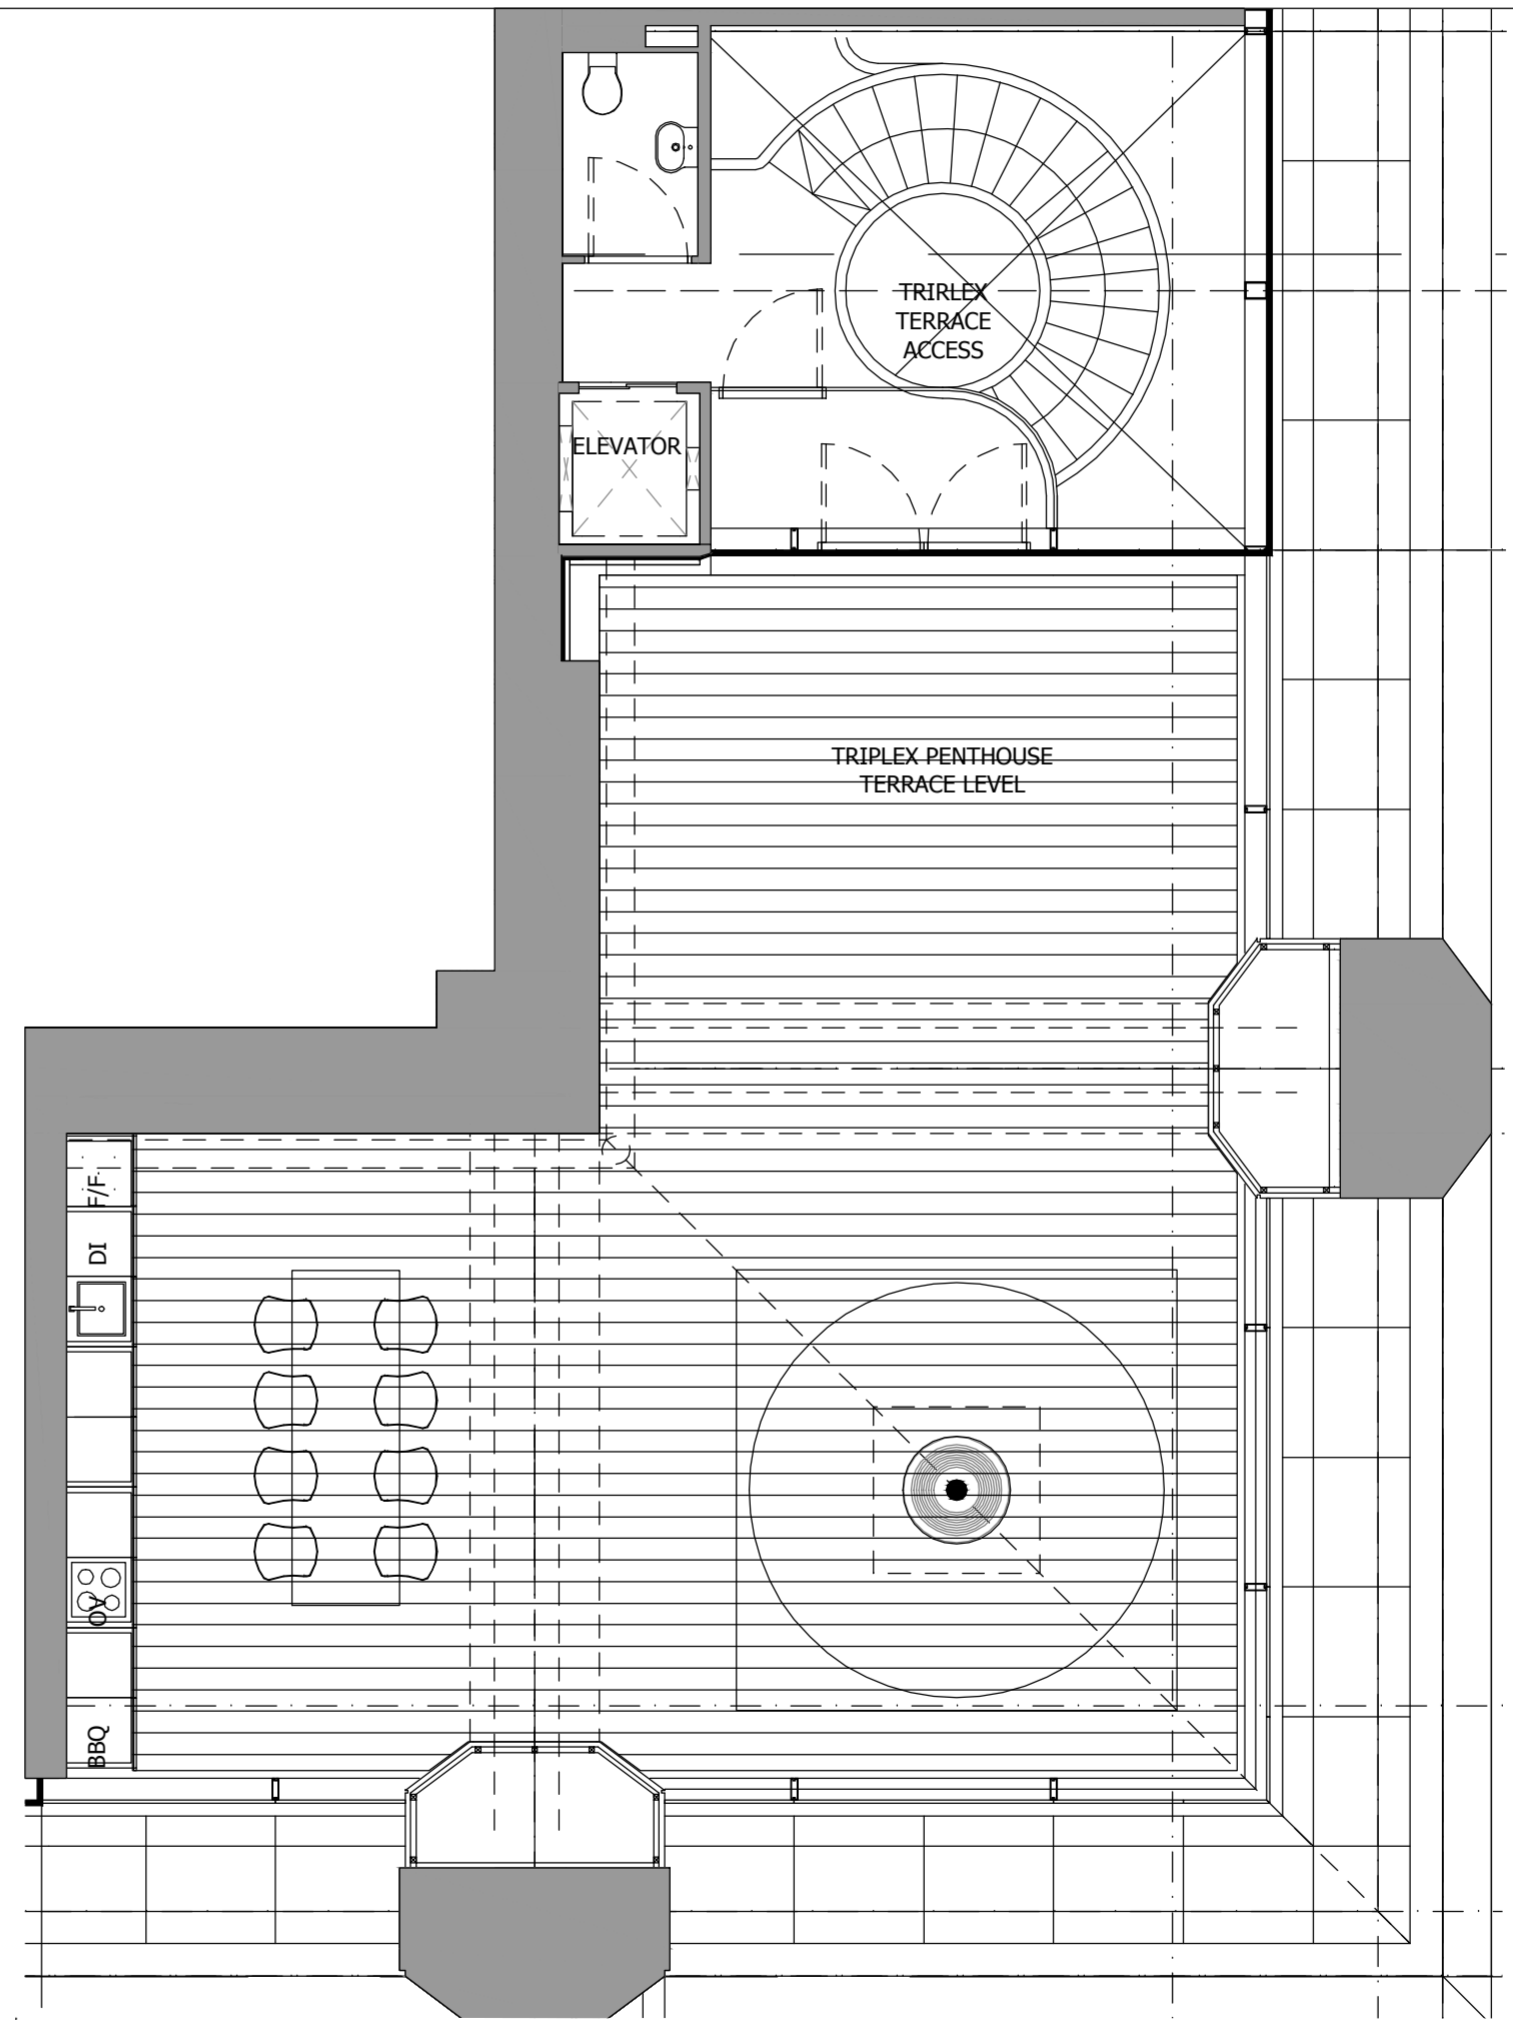 TRIRLEX
TERRACE
ACCESS
ELEVATOR
TRIPLEX PENTHOUSE
TERRACE LEVEL
F/F
DI
OV
BBQ